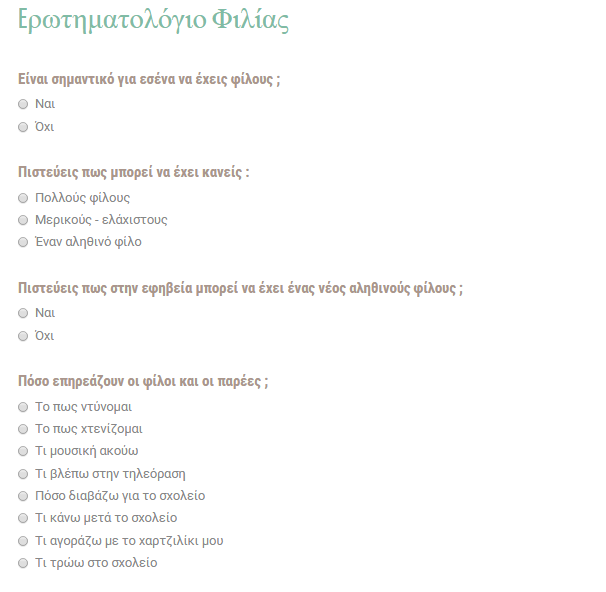 Ερωτηματολόγιο Φιλίας
Είναι σημαντικό για εσένα να έχεις φίλους ;
Ναι
Όχι
Πιστεύεις πως μπορεί να έχει κανείς :
Πολλούς φίλους
Μερικούς - ελάχιστους
Έναν αληθινό φίλο
Πιστεύεις πως στην εφηβεία μπορεί να έχει ένας νέος αληθινούς φίλους ;
Ναι
Όχι
Πόσο επηρεάζουν οι φίλοι και οι παρέες ;
Το πως ντύνομαι
Το πως χτενίζομαι
Τι μουσική ακούω
Τι βλέπω στην τηλεόραση
Πόσο διαβάζω για το σχολείο
Τι κάνω μετά το σχολείο
Τι αγοράζω με το χαρτζιλίκι μου
Τι τρώω στο σχολείο